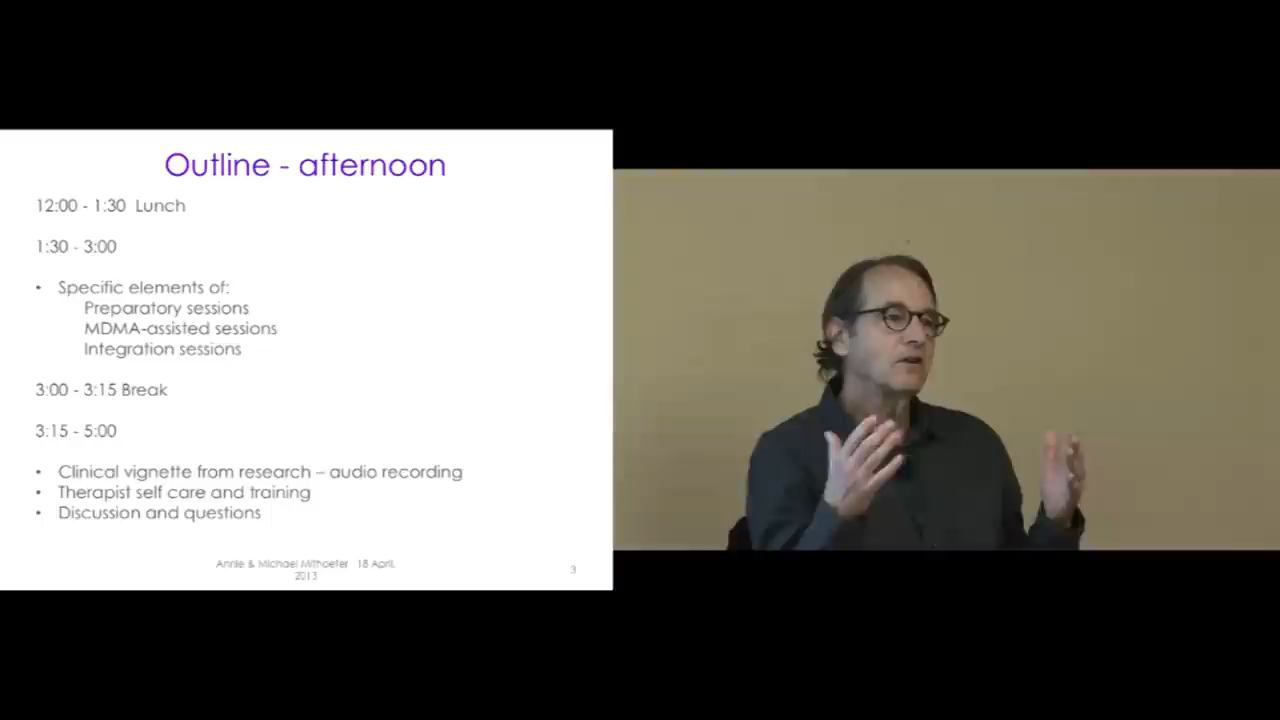 Outline - afternoon
12:00 - 1:30 Lunch
1:30 - 3:00
• Specific elements of:
Preparatory sessions
MDMA-assisted sessions
Integration sessions
3:00 - 3:15 Break
3:15 - 5:00
• Clinical vignette from research – audio recording
• Therapist self care and training
• Discussion and questions
Annie & Michael Mithoefer 18 April,
2013
3